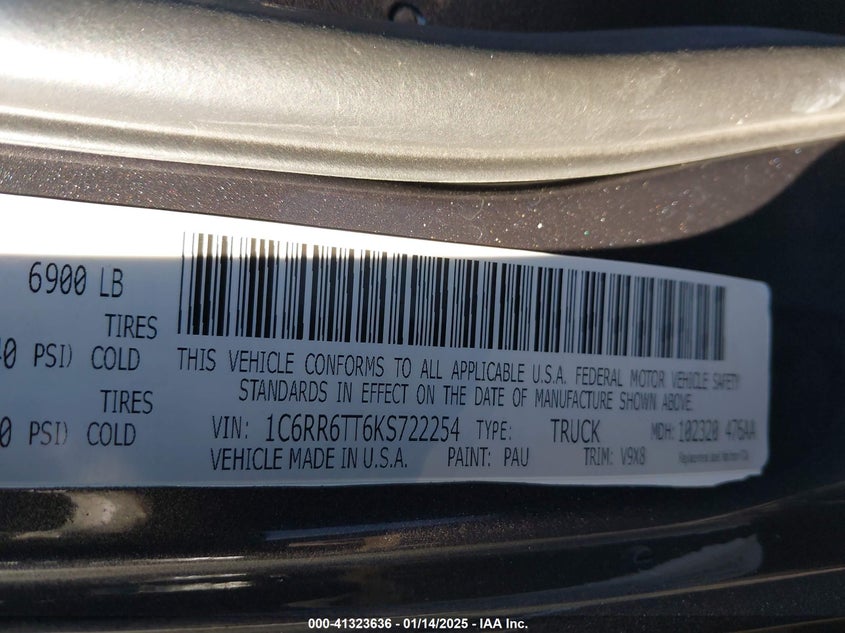 6900 LB
TIRES
PSI) COLD
THIS VEHICLE CONFORMS TO ALL APPLICABLE U.S.A. FEDERAL MOTOR VEHICLE SAFETY
STANDARDS IN EFFECT ON THE DATE OF MANUFACTURE SHOWN ABOVE.
TIRES
0 PSI) COLD
VIN: 1C6RR6TT6KS722254 TYPE: TRUCK MDH: 102320 476AA
VEHICLE MADE IN U.S.A. PAINT: PAU TRIM: V9X8
000-41323636 - 01/14/2025 - IAA Inc.